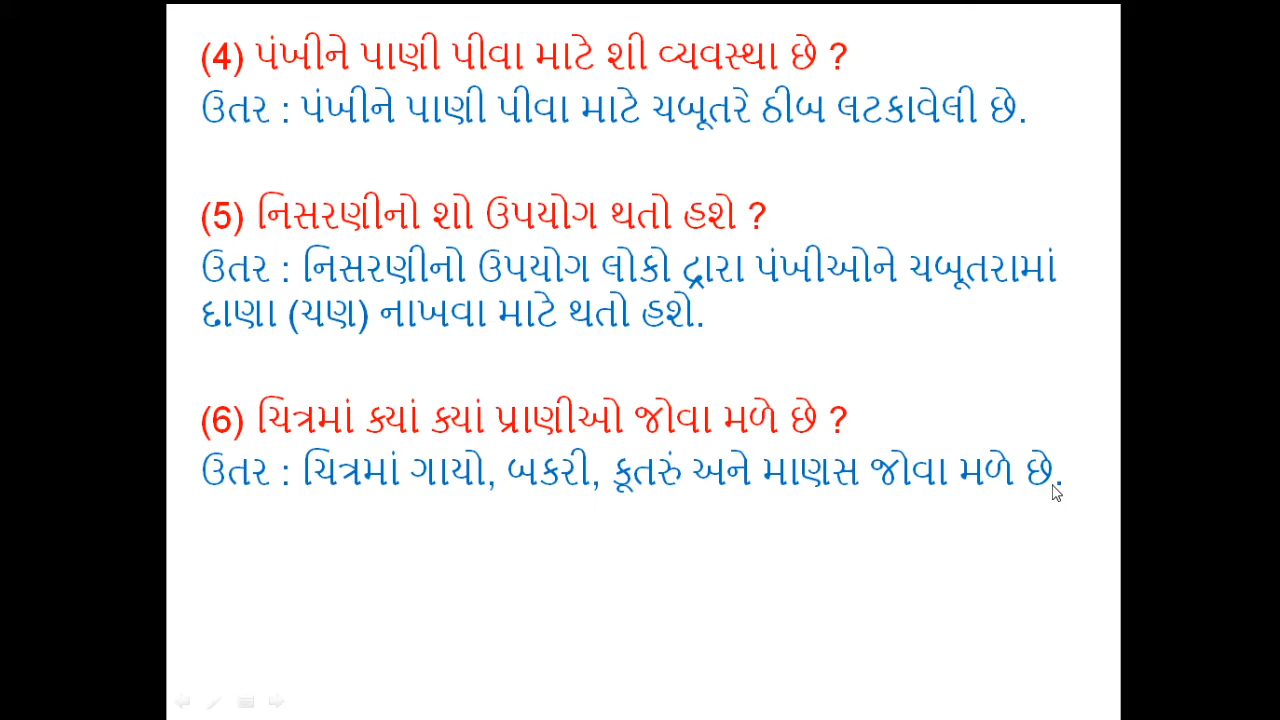 (4) પંખીને પાણી પીવા માટે શી વ્યવસ્થા છે ?
ઉતર : પંખીને પાણી પીવા માટે ચબૂતરે ઠીબ લટકાવેલી છે.
(5) નિસરણીનો શો ઉપયોગ થતો હશે ?
ઉતર : નિસરણીનો ઉપયોગ લોકો દ્રારા પંખીઓને ચબૂતરામાં
દાણા (ચણ) નાખવા માટે થતો હશે.
(6) ચિત્રમાં ક્યાં ક્યાં પ્રાણીઓ જોવા મળે છે ?
ઉતર : ચિત્રમાં ગાયો, બકરી, કૂતરું અને માણસ જોવા મળે છે.